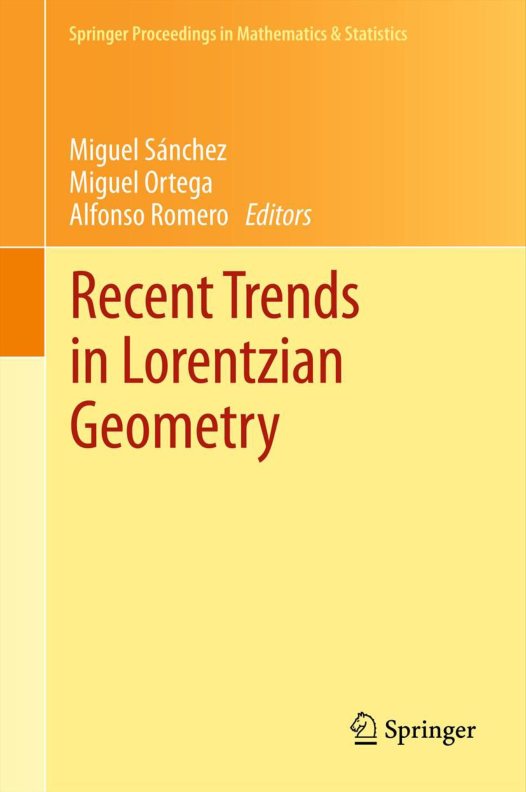 Springer Proceedings in Mathematics & Statistics
Miguel Sánchez
Miguel Ortega
Alfonso Romero Editors
Recent Trends
in Lorentzian
Geometry
Springer